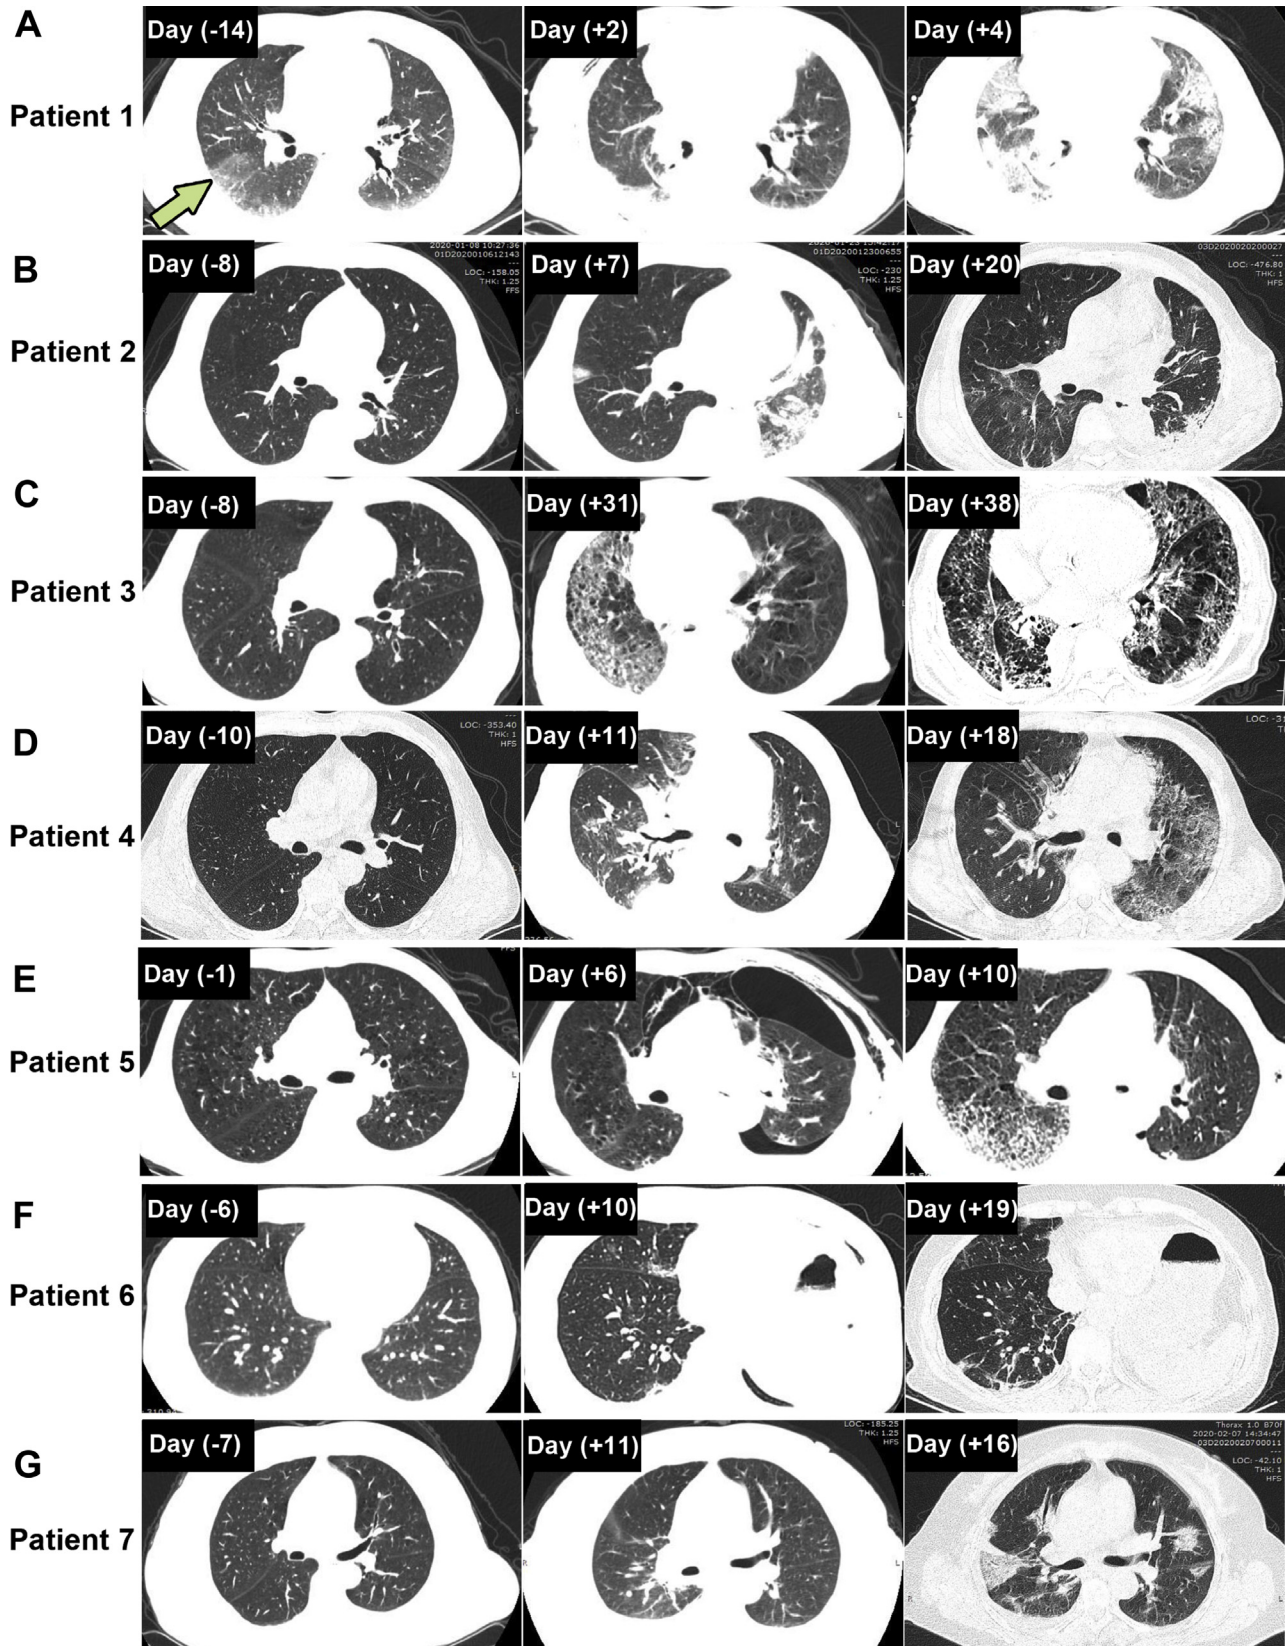 A
Patient 1
Day (-14)
Day (+2)
Day (+4)
B
Patient 2
Day (-8)
2020-01-08 10:27:36
01D2020010612143
---
LOC: -158.05
THK: 1.25
FFS
Day (+7)
01D2020012300655
---
LOC: -230
THK: 1.25
HFS
L
Day (+20)
03D2020020200027
---
LOC: -476.80
THK: 1
HFS
C
Patient 3
Day (-8)
Day (+31)
Day (+38)
D
Patient 4
Day (-10)
---
LOC: -353.40
THK: 1
HFS
Day (+11)
L
Day (+18)
E
Patient 5
Day (-1)
L
Day (+6)
Day (+10)
F
Patient 6
Day (-6)
Day (+10)
Day (+19)
G
Patient 7
Day (-7)
Day (+11)
LOC: -185.25
THK: 1.25
HFS
R
L
Day (+16)
Thorax 1.0 B70f
2020-02-07 14:34:47
03D2020020700011
---
LOC: -42.10
THK: 1
HFS
R
L